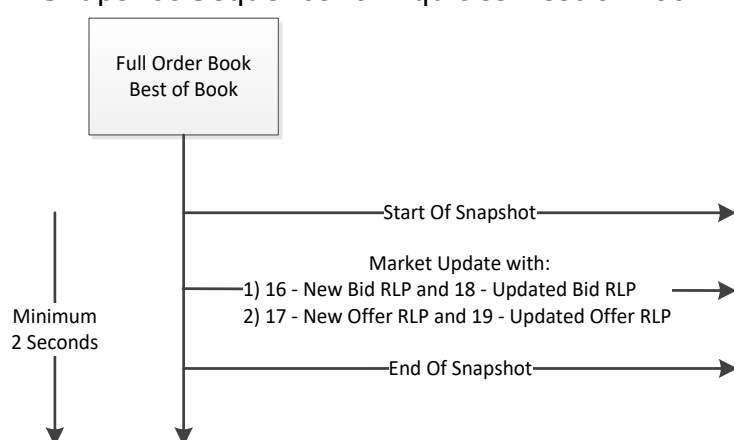 Full Order Book
Best of Book
Start Of Snapshot
Market Update with:
1) 16 - New Bid RLP and 18 - Updated Bid RLP
2) 17 - New Offer RLP and 19 - Updated Offer RLP
Minimum
2 Seconds
End Of Snapshot